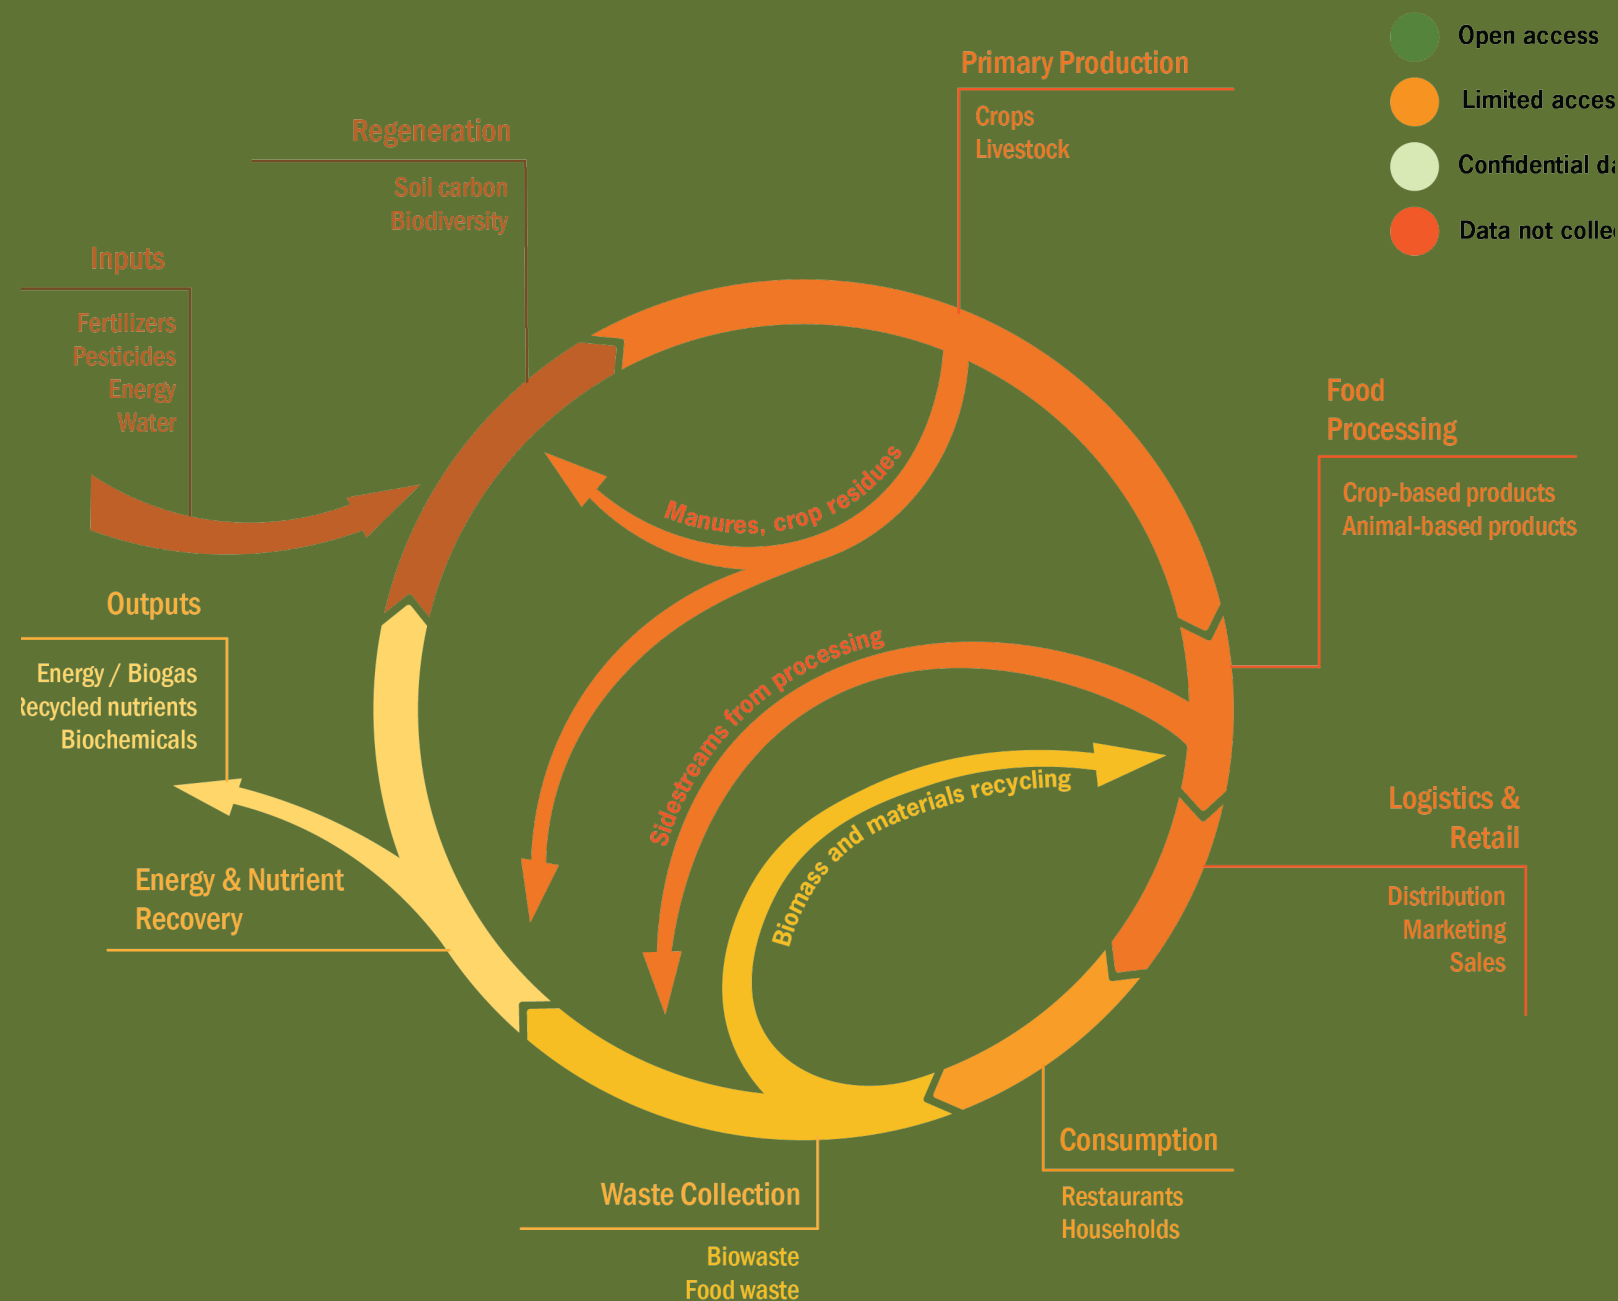 Open access
Limited acces
Confidential
Data not
Primary Production
Crops
Livestock
Regeneration
Soil carbon
Biodiversity
Inputs
Fertilizers
Pesticides
Energy
Water
Food
Processing
Crop-based products
Animal-based products
Manures, crop residues
Sidestreams from processing
Biomass and materials recycling
Outputs
Energy / Biogas
Recycled nutrients
Biochemicals
Energy & Nutrient
Recovery
Logistics &
Retail
Distribution
Marketing
Sales
Consumption
Restaurants
Households
Waste Collection
Biowaste
Food waste